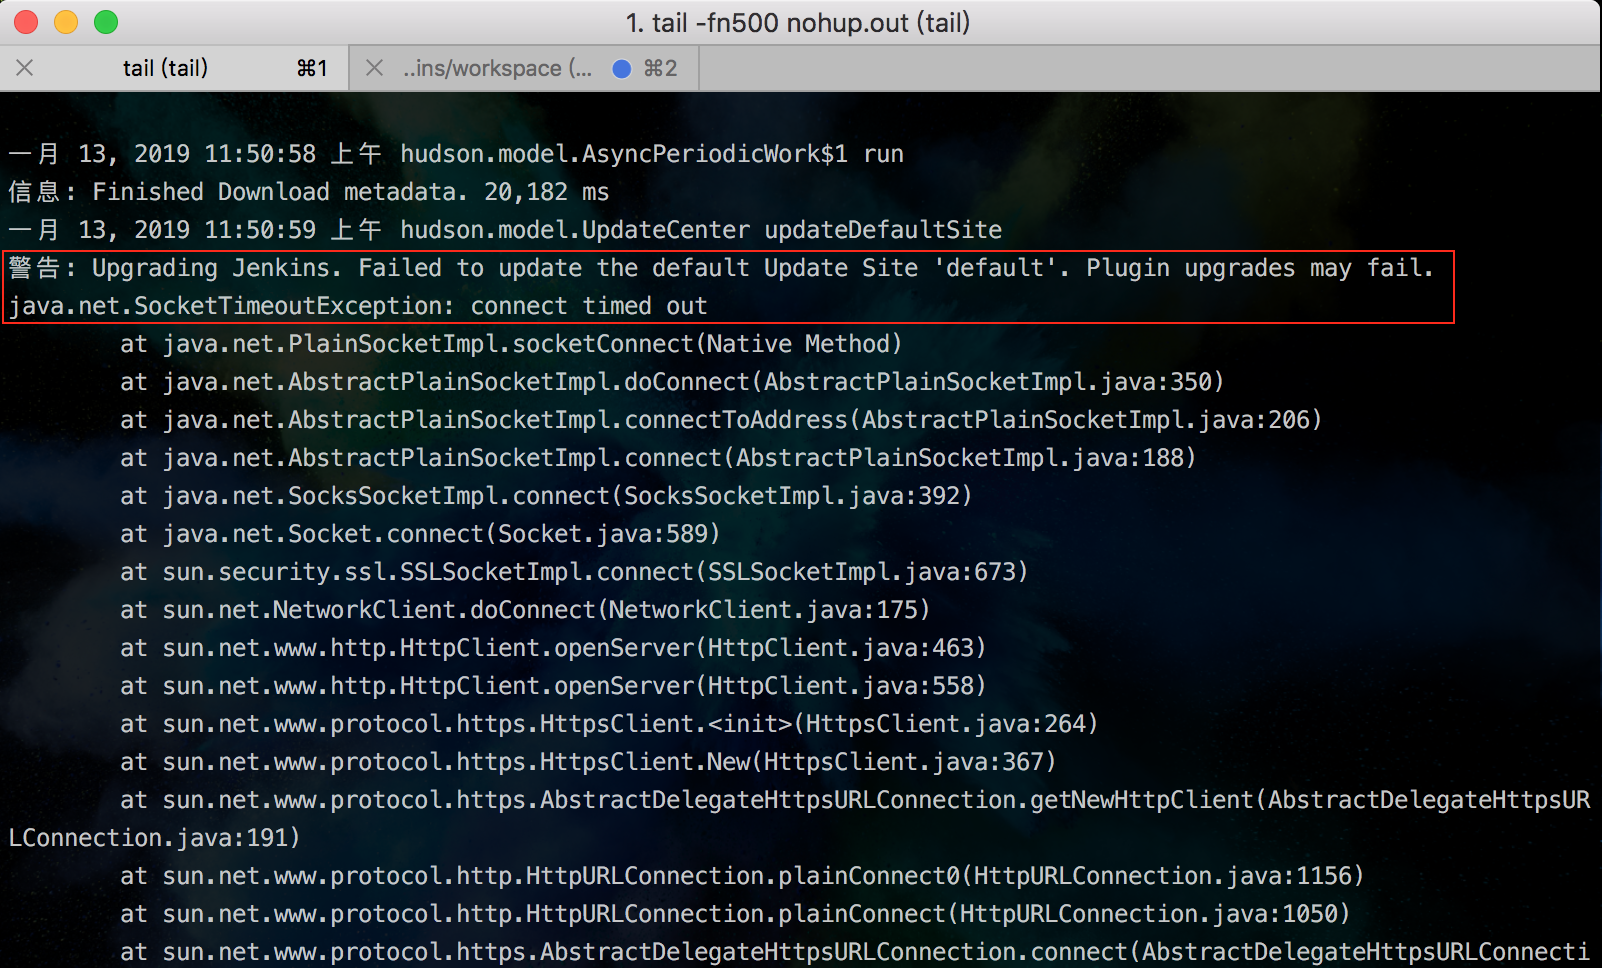 1. tail -fn500 nohup.out (tail)
tail (tail) ⌘1 ..ins/workspace (... ⌘2
一月 13, 2019 11:50:58 上午 hudson.model.AsyncPeriodicWork$1 run
信息: Finished Download metadata. 20,182 ms
一月 13, 2019 11:50:59 上午 hudson.model.UpdateCenter updateDefaultSite
警告: Upgrading Jenkins. Failed to update the default Update Site 'default'. Plugin upgrades may fail.
java.net.SocketTimeoutException: connect timed out
at java.net.PlainSocketImpl.socketConnect(Native Method)
at java.net.AbstractPlainSocketImpl.doConnect(AbstractPlainSocketImpl.java:350)
at java.net.AbstractPlainSocketImpl.connectToAddress(AbstractPlainSocketImpl.java:206)
at java.net.AbstractPlainSocketImpl.connect(AbstractPlainSocketImpl.java:188)
at java.net.SocksSocketImpl.connect(SocksSocketImpl.java:392)
at java.net.Socket.connect(Socket.java:589)
at sun.security.ssl.SSLSocketImpl.connect(SSLSocketImpl.java:673)
at sun.net.NetworkClient.doConnect(NetworkClient.java:175)
at sun.net.www.http.HttpClient.openServer(HttpClient.java:463)
at sun.net.www.http.HttpClient.openServer(HttpClient.java:558)
at sun.net.www.protocol.https.HttpsClient.<init>(HttpsClient.java:264)
at sun.net.www.protocol.https.HttpsClient.New(HttpsClient.java:367)
at sun.net.www.protocol.https.AbstractDelegateHttpsURLConnection.getNewHttpClient(AbstractDelegateHttpsUR
LConnection.java:191)
at sun.net.www.protocol.http.HttpURLConnection.plainConnect0(HttpURLConnection.java:1156)
at sun.net.www.protocol.http.HttpURLConnection.plainConnect(HttpURLConnection.java:1050)
at sun.net.www.protocol.https.AbstractDelegateHttpsURLConnection.connect(AbstractDelegateHttpsURLConnecti